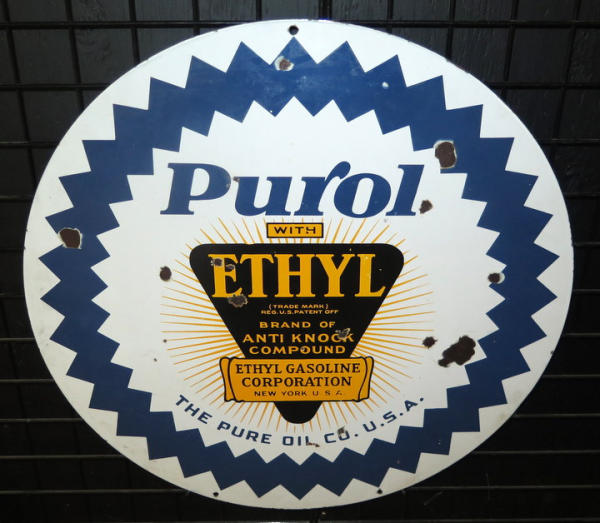 Purol
WITH
ETHYL
(TRADE MARK)
REG. U.S. PATENT OFF
BRAND OF
ANTI KNOCK
COMPOUND
ETHYL GASOLINE
CORPORATION
NEW YORK U.S.A.
THE PURE OIL CO. U.S.A.